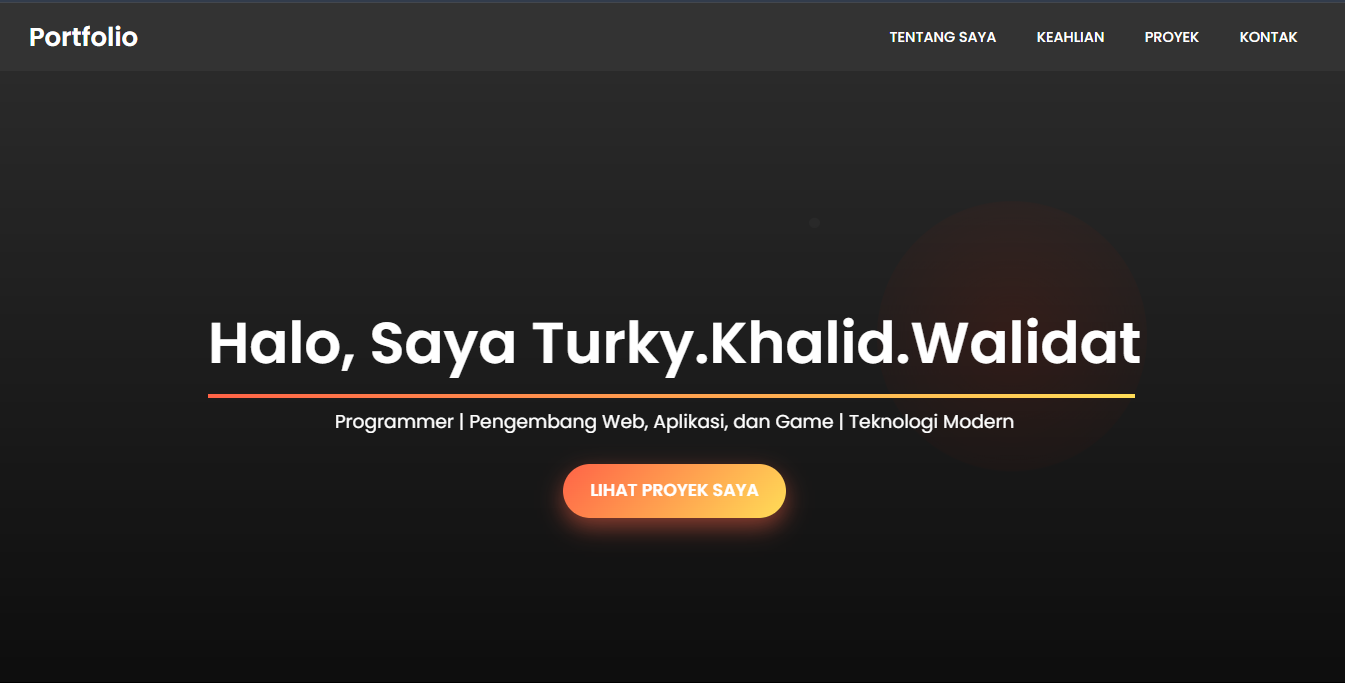 Portfolio
TENTANG SAYA KEAHLIAN PROYEK KONTAK
Halo, Saya Turky.Khalid.Walidat
Programmer | Pengembang Web, Aplikasi, dan Game | Teknologi Modern
LIHAT PROYEK SAYA